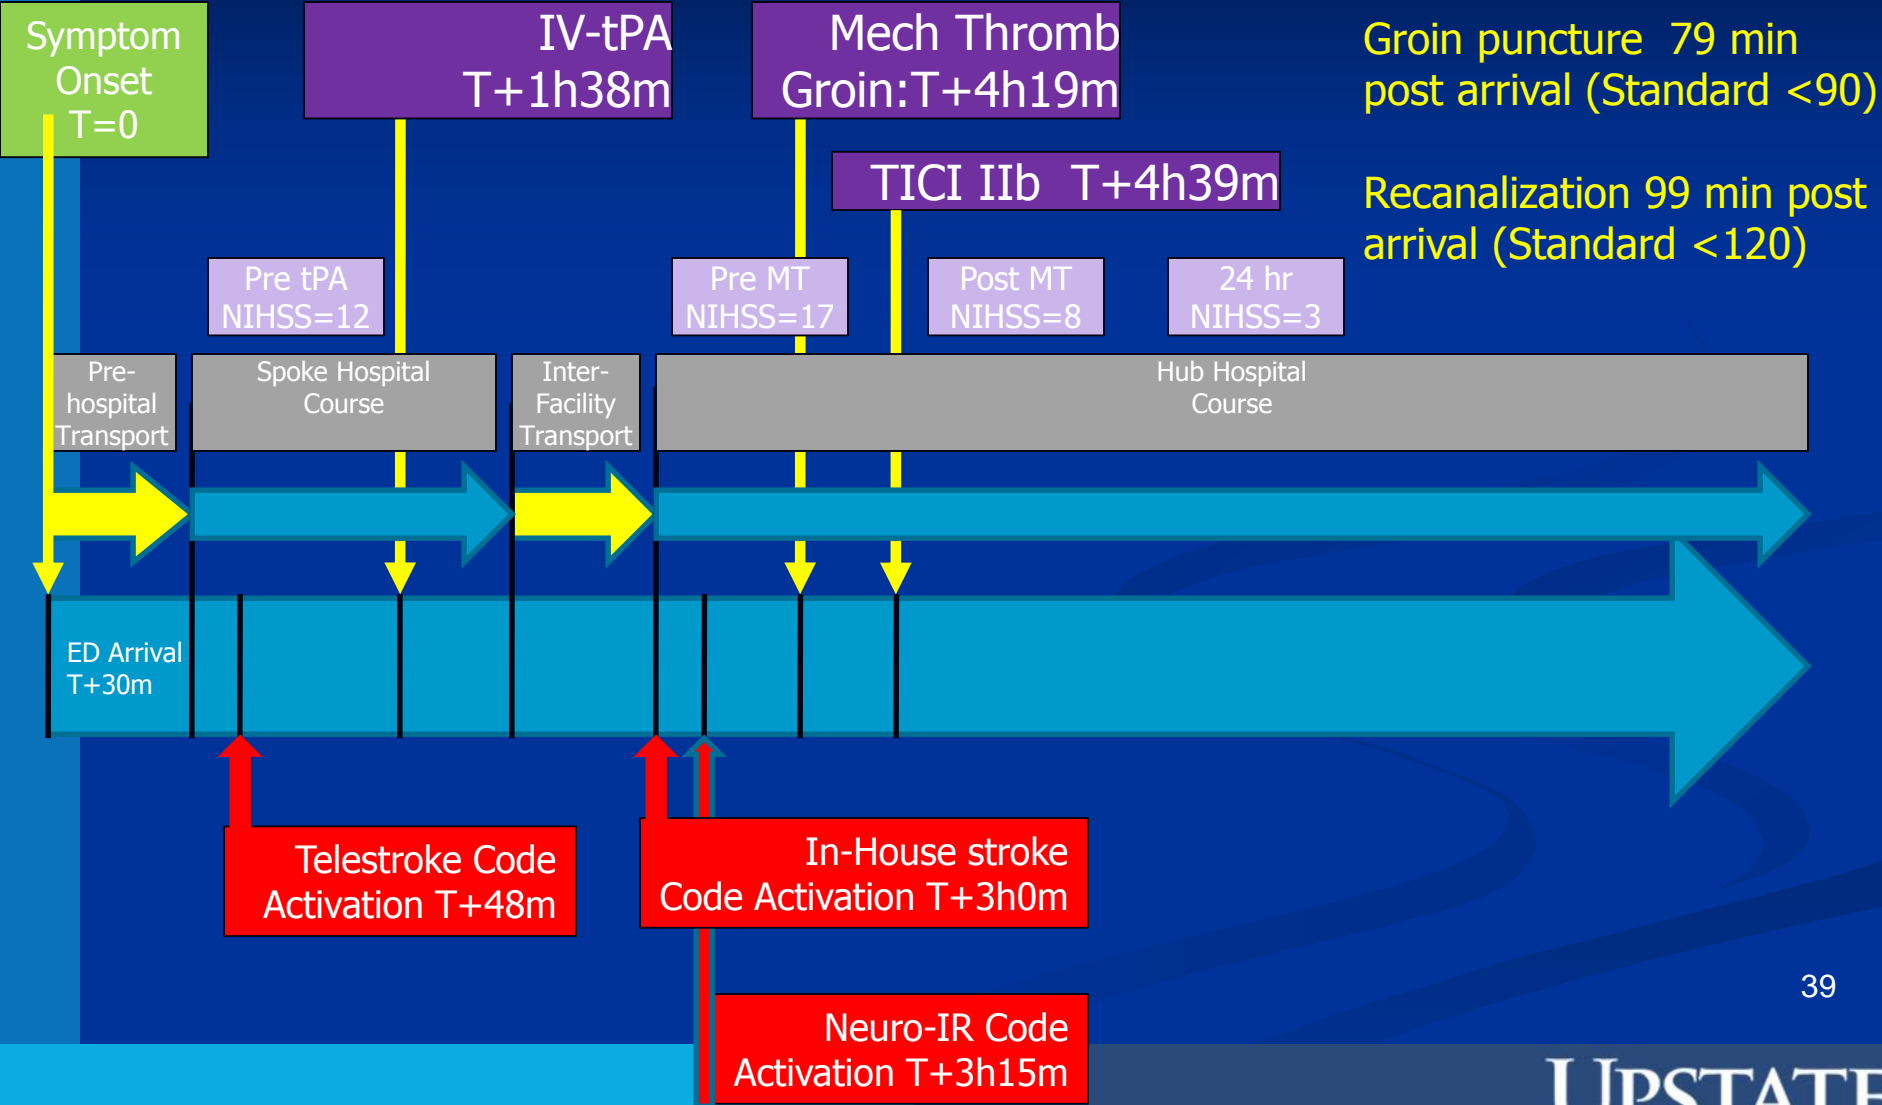 Symptom
Onset
T=0
IV-tPA
T+1h38m
Mech Thromb
Groin:T+4h19m
Groin puncture 79 min
post arrival (Standard <90)
TICI IIb T+4h39m
Recanalization 99 min post
arrival (Standard <120)
Pre tPA
NIHSS=12
Pre MT
NIHSS=17
Post MT
NIHSS=8
24 hr
NIHSS=3
Pre-
hospital
Transport
Spoke Hospital
Course
Inter-
Facility
Transport
Hub Hospital
Course
ED Arrival
T+30m
Telestroke Code
Activation T+48m
In-House stroke
Code Activation T+3h0m
Neuro-IR Code
Activation T+3h15m
39
UPSTATE